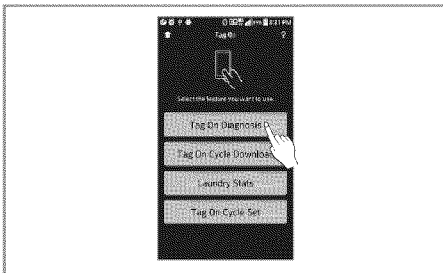 Tag On
?
Select the feature you want to use.
Tag On Diagnosis
Tag On Cycle Download
Laundry Stats
Tag On Cycle Set